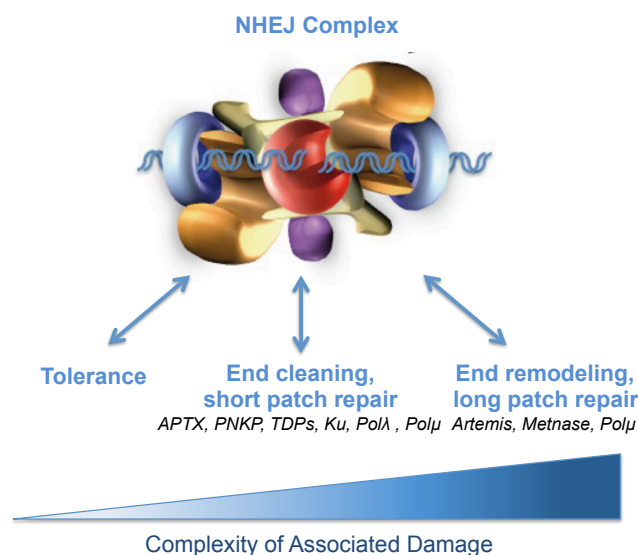 NHEJ Complex
Tolerance
End cleaning,
short patch repair
APTX, PNKP, TDPs, Ku, Polλ , Polμ
End remodeling,
long patch repair
Artemis, Metnase, Polμ
Complexity of Associated Damage